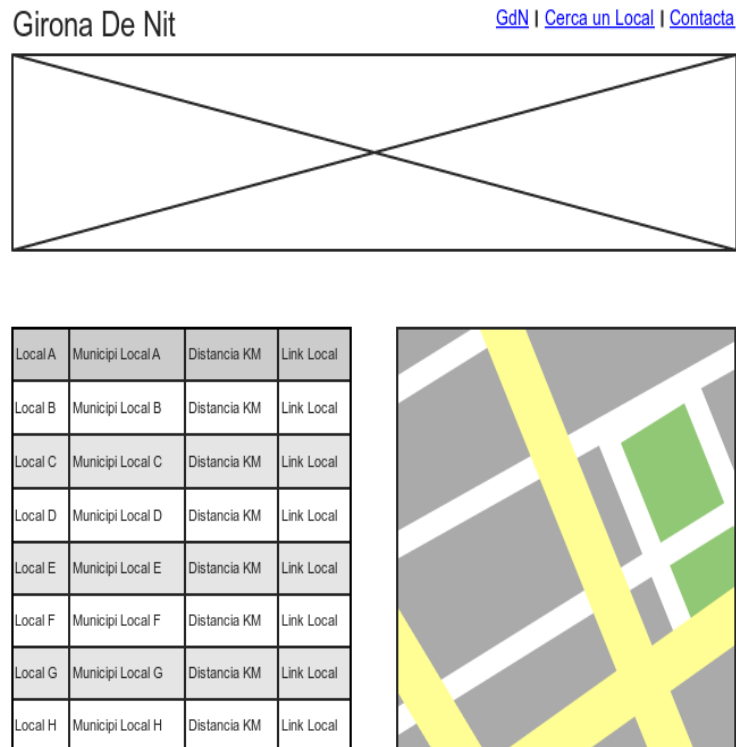 Girona De Nit
GdN | Cerca un Local | Contacta
Local A Municipi Local A Distancia KM Link Local
Local B Municipi Local B Distancia KM Link Local
Local C Municipi Local C Distancia KM Link Local
Local D Municipi Local D Distancia KM Link Local
Local E Municipi Local E Distancia KM Link Local
Local F Municipi Local F Distancia KM Link Local
Local G Municipi Local G Distancia KM Link Local
Local H Municipi Local H Distancia KM Link Local